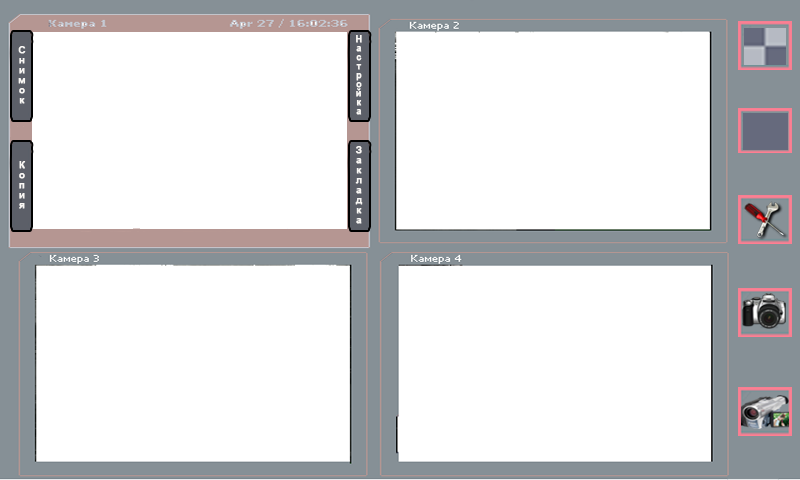 Камера 1
Apr 27 / 16:02:36
Камера 2
Снимок
Настройка
Копия
Закладка
Камера 3
Камера 4